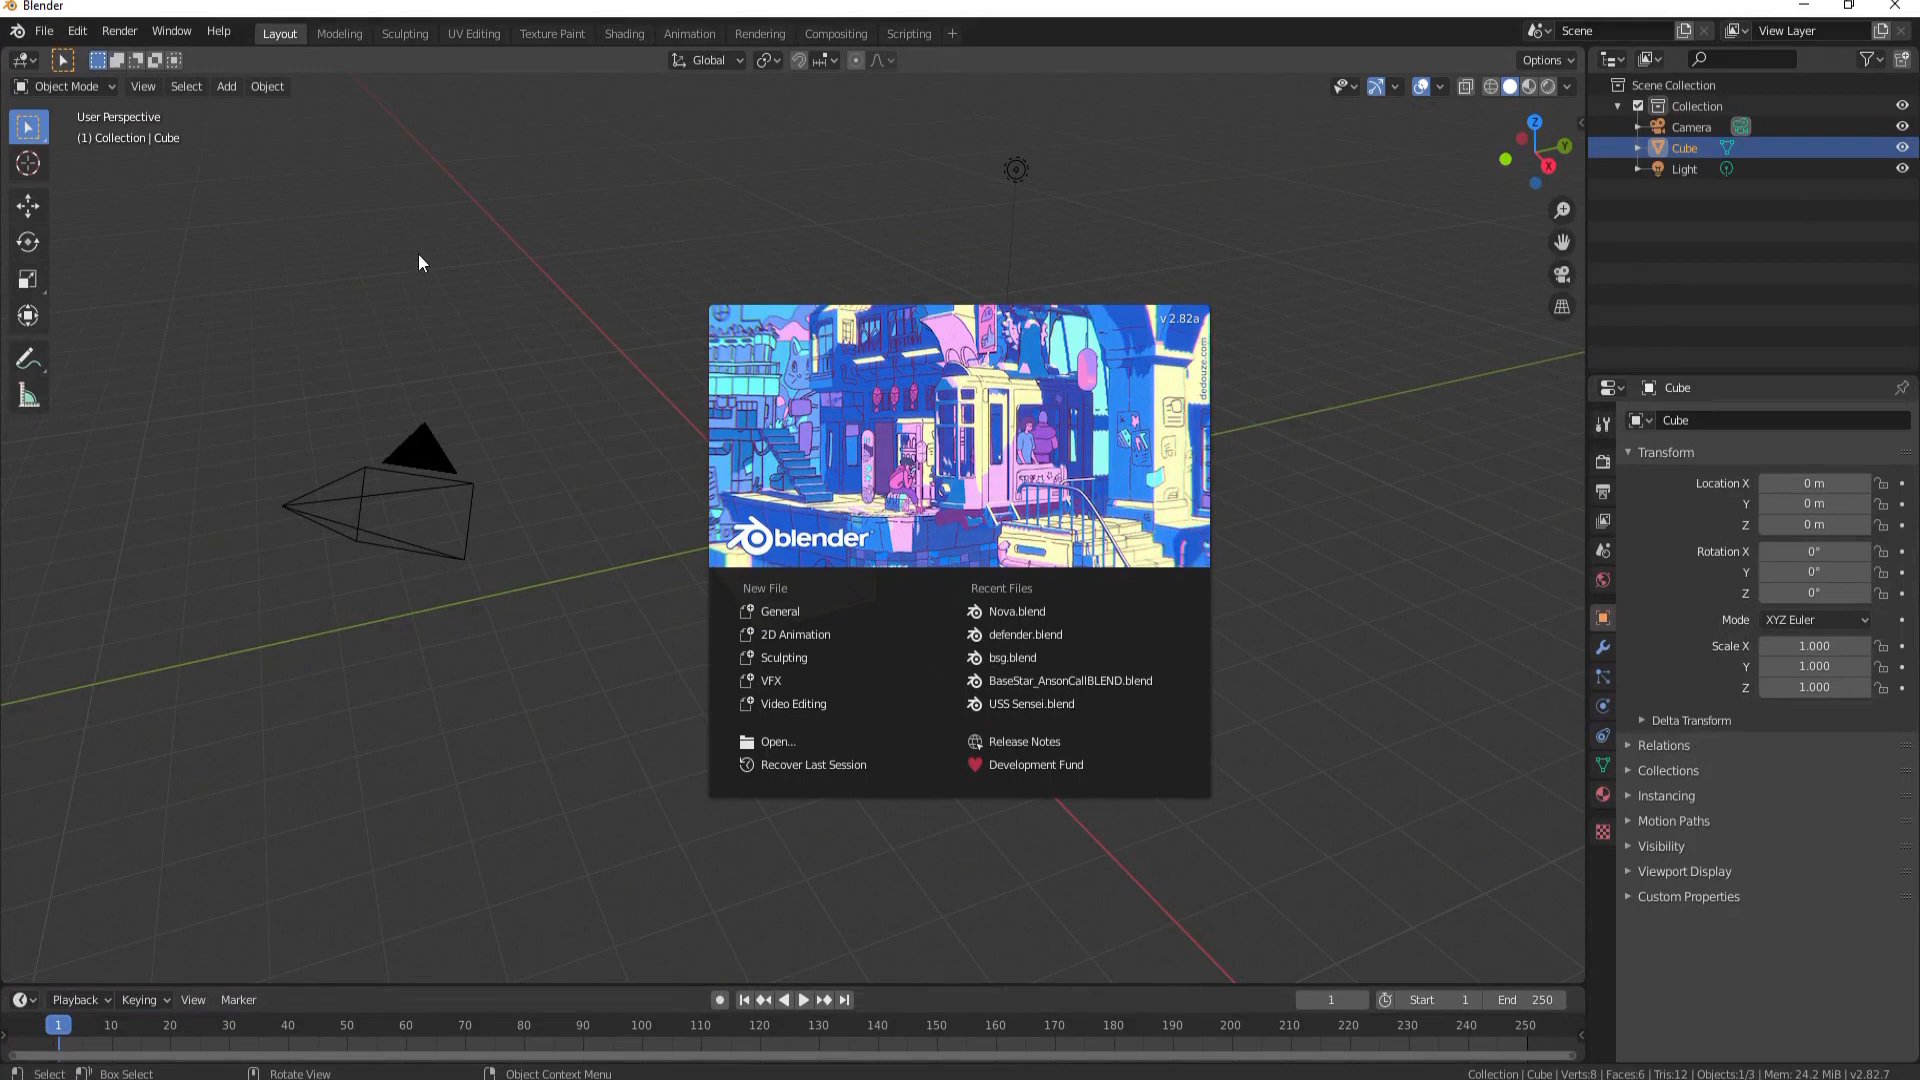 Blender
File Edit Render Window Help Layout Modeling Sculpting UV Editing Texture Paint Shading Animation Rendering Compositing Scripting + Scene View Layer
Global Options
Object Mode View Select Add Object
User Perspective
(1) Collection | Cube
Z
Y
X
Scene Collection
Collection
Camera
Cube
Light
v 2.82a
dedouze.com
blender
New File
General
2D Animation
Sculpting
VFX
Video Editing
Open...
Recover Last Session
Recent Files
Nova.blend
defender.blend
bsg.blend
BaseStar_AnsonCallBLEND.blend
USS Sensei.blend
Release Notes
Development Fund
Cube
Cube
Transform
Location X 0 m
Y 0 m
Z 0 m
Rotation X 0°
Y 0°
Z 0°
Mode XYZ Euler
Scale X 1.000
Y 1.000
Z 1.000
Delta Transform
Relations
Collections
Instancing
Motion Paths
Visibility
Viewport Display
Custom Properties
Playback Keying View Marker 1 Start 1 End 250
1 10 20 30 40 50 60 70 80 90 100 110 120 130 140 150 160 170 180 190 200 210 220 230 240 250
Select Box Select Rotate View Object Context Menu Collection | Cube | Verts:8 | Faces:6 | Tris:12 | Objects:1/3 | Mem: 24.2 MiB | v2.82.7